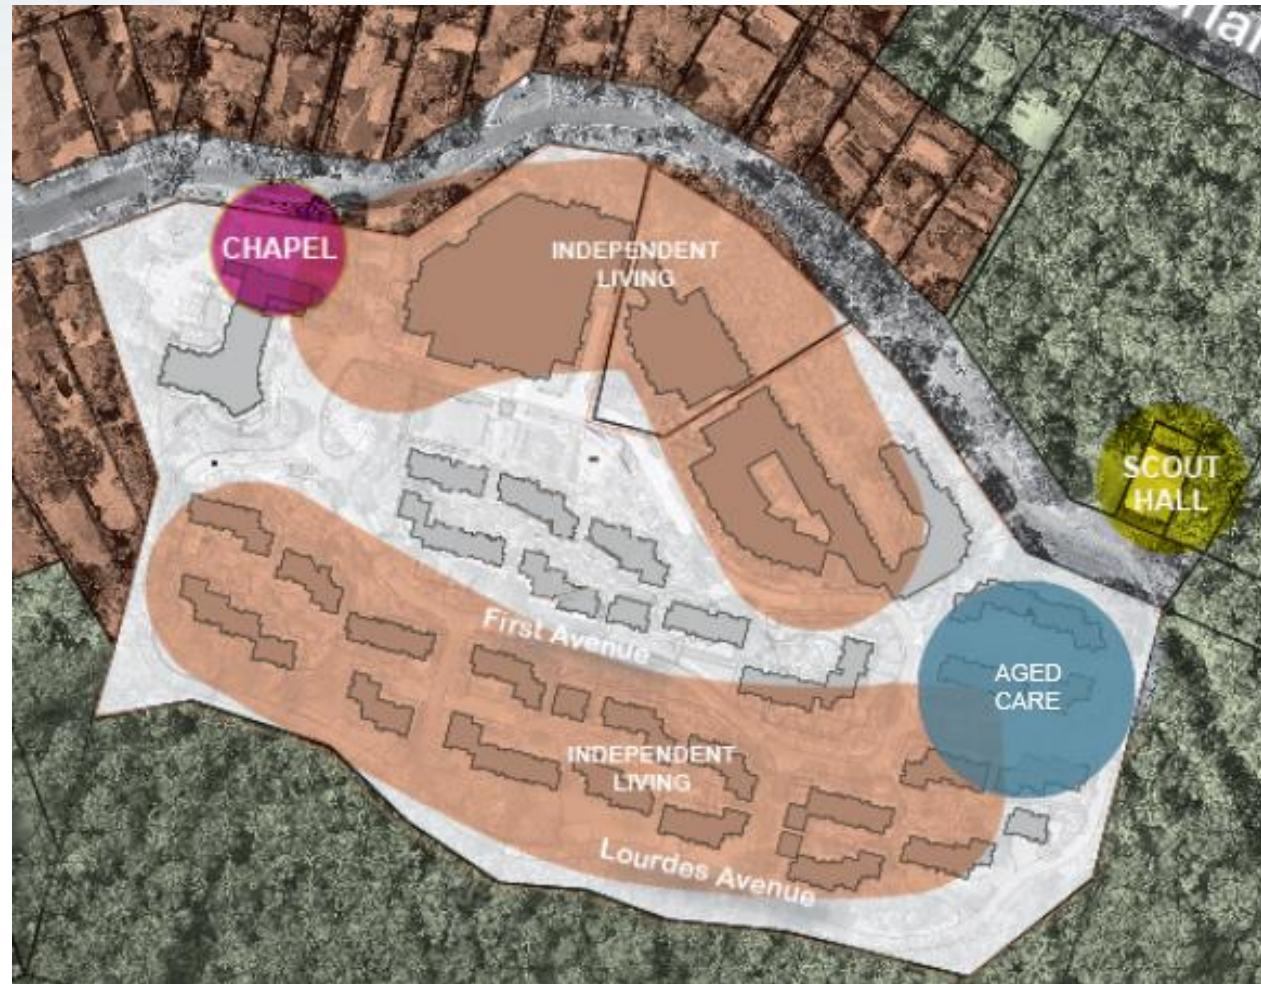 CHAPEL
INDEPENDENT
LIVING
SCOUT
HALL
First Avenue
AGED
CARE
INDEPENDENT
LIVING
Lourdes Avenue